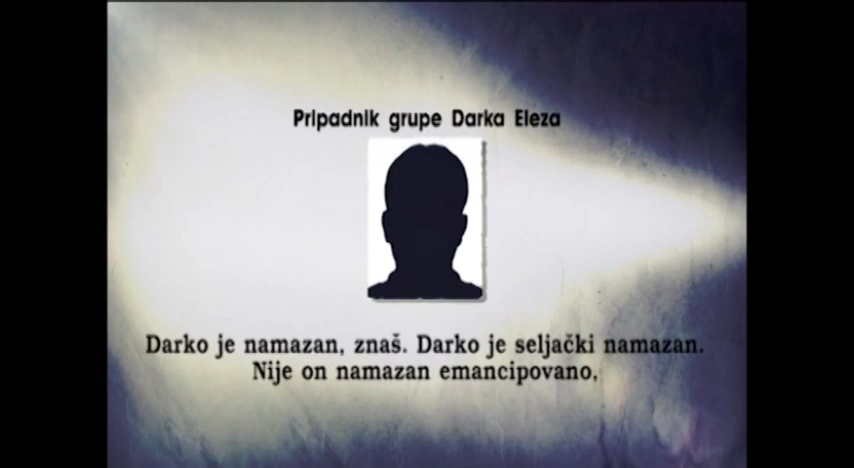 Pripadnik grupe Darka Eleza
Darko je namazan, znaš. Darko je seljački namazan.
Nije on namazan emancipovano,